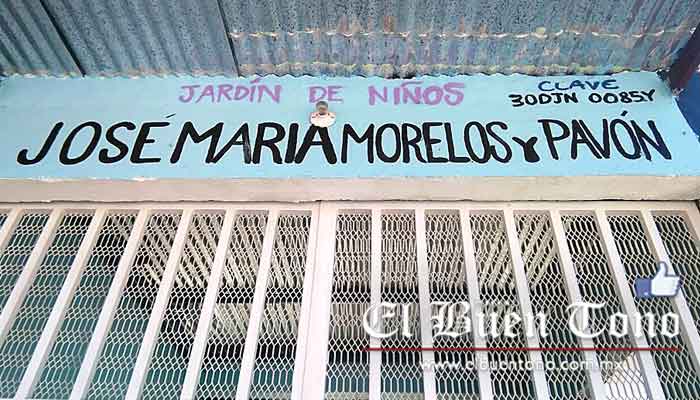 JARDÍN DE NIÑOS
CLAVE
30DJN 0085Y
JOSÉ MARIA MORELOS Y PAVÓN
El Buen Tono
www.elbuentono.com.mx